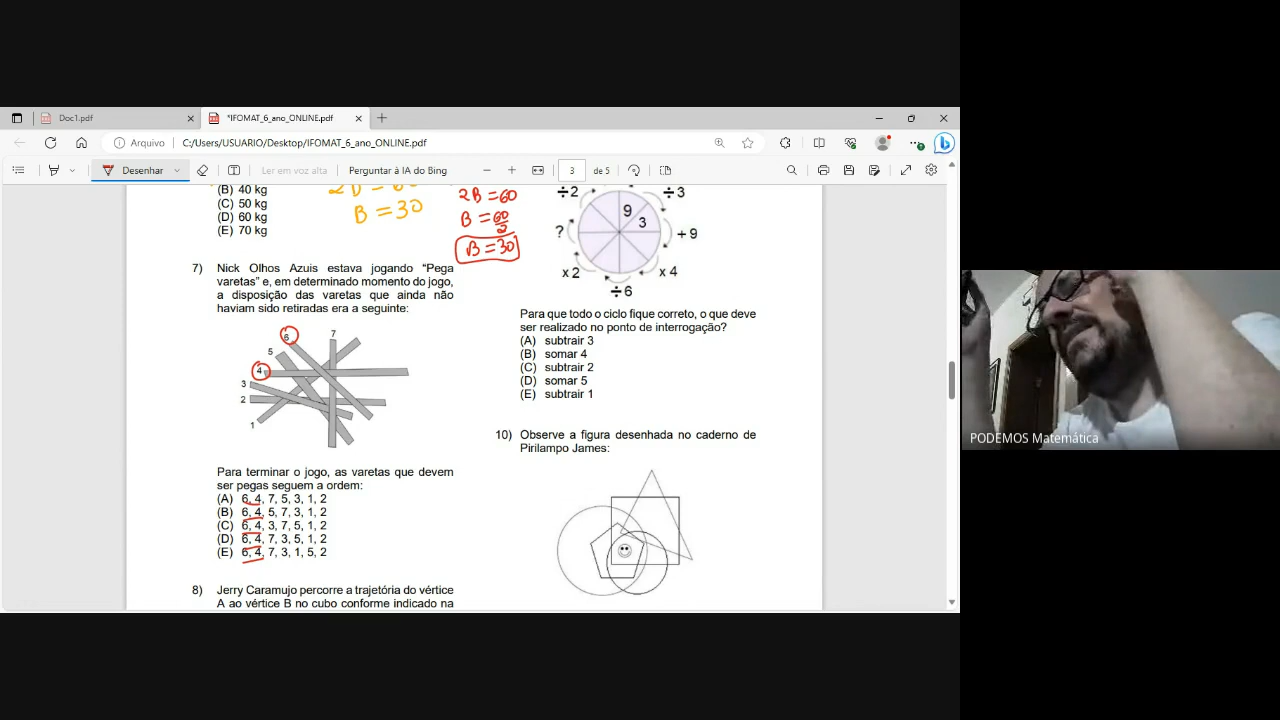 Doc1.pdf
*IFOMAT_6_ano_ONLINE.pdf
Arquivo
C:/Users/USUARIO/Desktop/IFOMAT_6_ano_ONLINE.pdf
Desenhar
Ler em voz alta
Perguntar à IA do Bing
3
de 5
(B) 40 kg
(C) 50 kg
(D) 60 kg
(E) 70 kg
B = 30
2B = 60
B = 60/2
B = 30
7) Nick Olhos Azuis estava jogando “Pega
varetas” e, em determinado momento do jogo,
a disposição das varetas que ainda não
haviam sido retiradas era a seguinte:
6
7
5
4
3
2
1
Para terminar o jogo, as varetas que devem
ser pegas seguem a ordem:
(A) 6, 4, 7, 5, 3, 1, 2
(B) 6, 4, 5, 7, 3, 1, 2
(C) 6, 4, 3, 7, 5, 1, 2
(D) 6, 4, 7, 3, 5, 1, 2
(E) 6, 4, 7, 3, 1, 5, 2
8) Jerry Caramujo percorre a trajetória do vértice
A ao vértice B no cubo conforme indicado na
÷2
÷3
9
3
?
+ 9
x 2
x 4
÷6
Para que todo o ciclo fique correto, o que deve
ser realizado no ponto de interrogação?
(A) subtrair 3
(B) somar 4
(C) subtrair 2
(D) somar 5
(E) subtrair 1
10) Observe a figura desenhada no caderno de
Pirilampo James:
PODEMOS Matemática